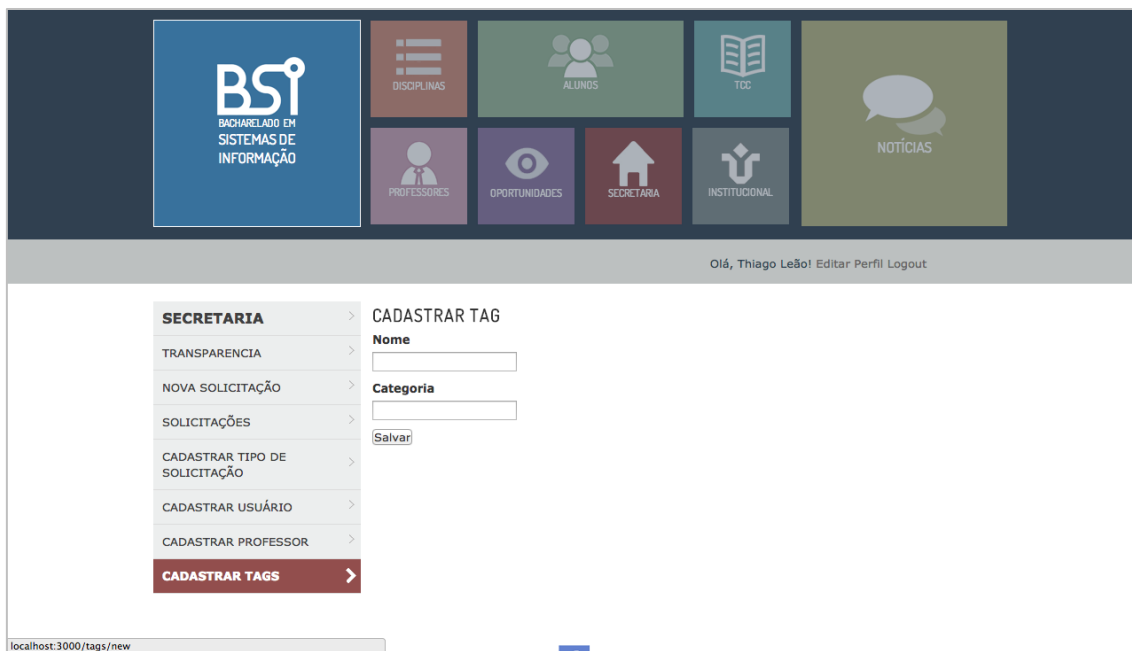 BSI
BACHARELADO EM
SISTEMAS DE
INFORMAÇÃO
DISCIPLINAS
ALUNOS
TCC
NOTÍCIAS
PROFESSORES
OPORTUNIDADES
SECRETARIA
INSTITUCIONAL
Olá, Thiago Leão! Editar Perfil Logout
SECRETARIA
TRANSPARENCIA
NOVA SOLICITAÇÃO
SOLICITAÇÕES
CADASTRAR TIPO DE
SOLICITAÇÃO
CADASTRAR USUÁRIO
CADASTRAR PROFESSOR
CADASTRAR TAGS
CADASTRAR TAG
Nome
Categoria
Salvar
localhost:3000/tags/new